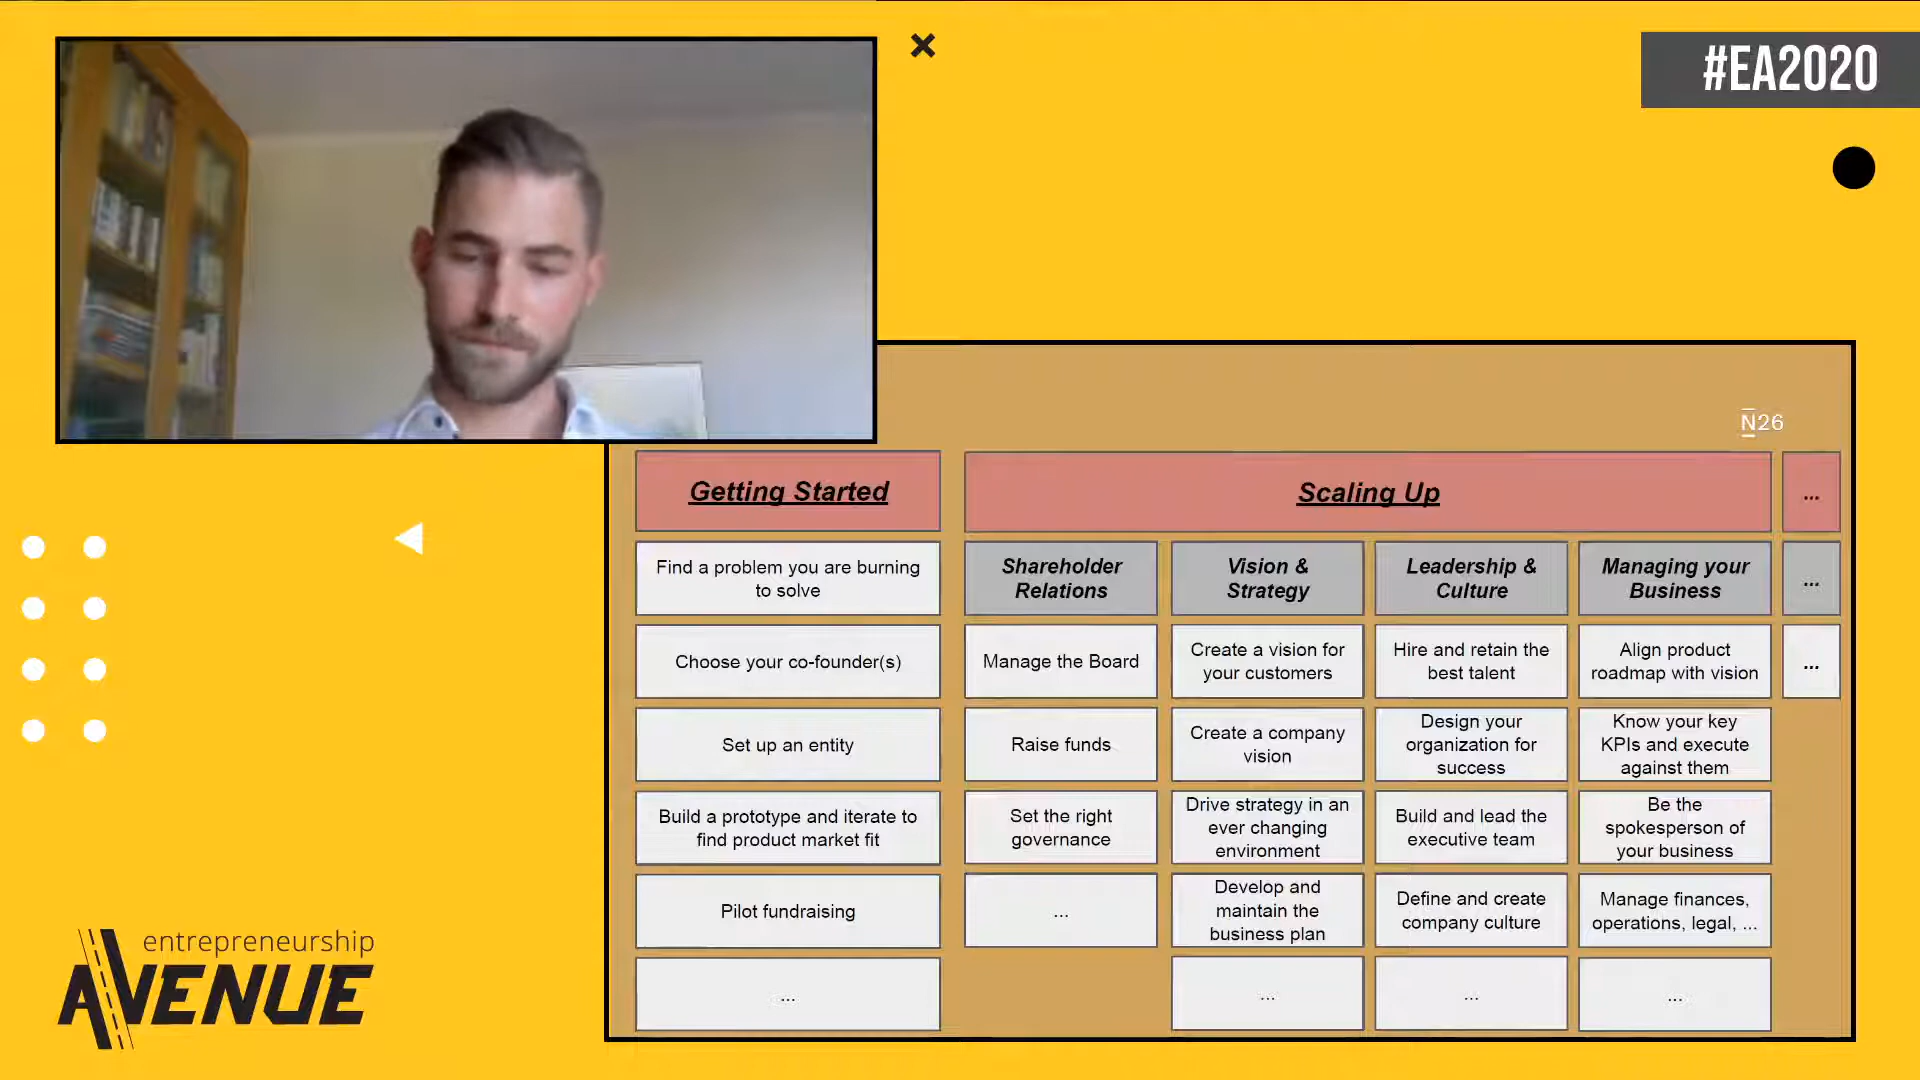 #EA2020
N26
Getting Started
Find a problem you are burning
to solve
Choose your co-founder(s)
Set up an entity
Build a prototype and iterate to
find product market fit
Pilot fundraising
...
Scaling Up
Shareholder
Relations
Manage the Board
Raise funds
Set the right
governance
...
Vision &
Strategy
Create a vision for
your customers
Create a company
vision
Drive strategy in an
ever changing
environment
Develop and
maintain the
business plan
...
Leadership &
Culture
Hire and retain the
best talent
Design your
organization for
success
Build and lead the
executive team
Define and create
company culture
...
Managing your
Business
Align product
roadmap with vision
Know your key
KPIs and execute
against them
Be the
spokesperson of
your business
Manage finances,
operations, legal, ...
...
...
...
...
entrepreneurship
AVENUE